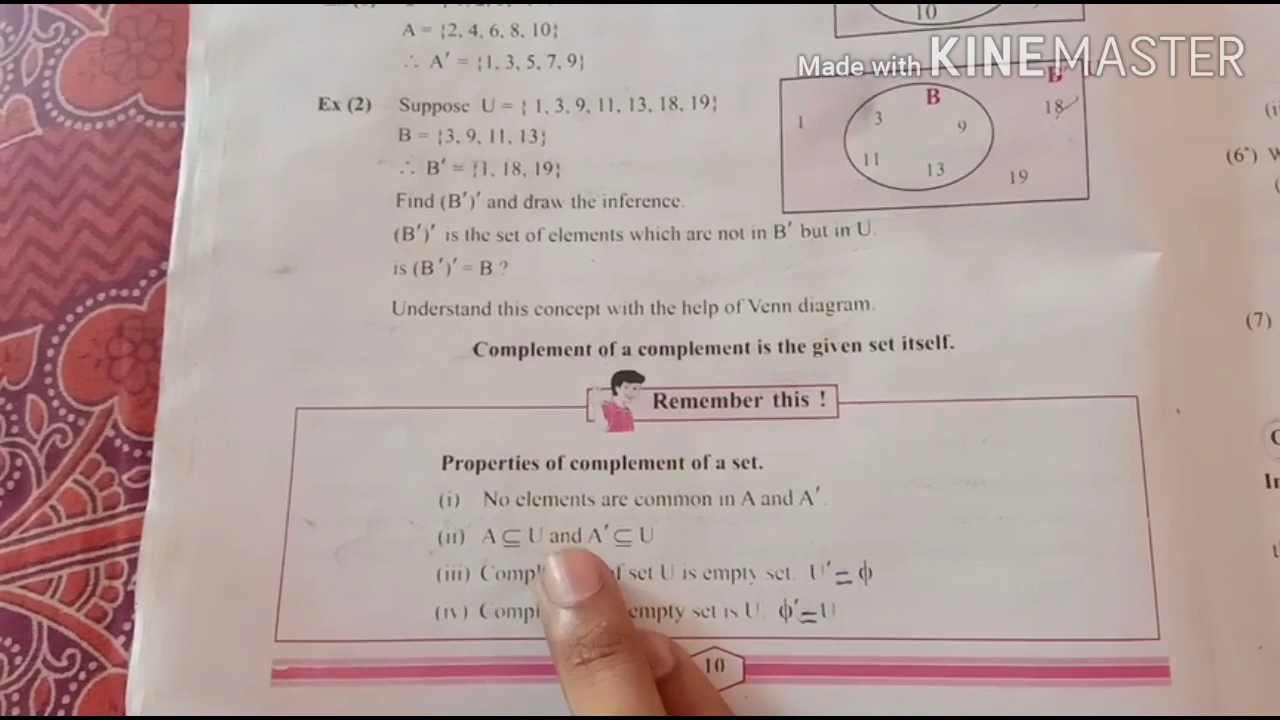 A = {2, 4, 6, 8, 10}
∴ A′ = {1, 3, 5, 7, 9}
10
Made with KINEMASTER
Ex (2) Suppose U = { 1, 3, 9, 11, 13, 18, 19}
B = {3, 9, 11, 13}
∴ B′ = {1, 18, 19}
Find (B′)′ and draw the inference.
(B′)′ is the set of elements which are not in B′ but in U.
is (B′)′ = B ?
Understand this concept with the help of Venn diagram.
B
B′
U
1
3
9
11
13
18
19
Complement of a complement is the given set itself.
Remember this !
Properties of complement of a set.
(i) No elements are common in A and A′.
(ii) A ⊆ U and A′ ⊆ U
(iii) of set U is empty set. U′ = ϕ
(iv) empty set is U. ϕ′ = U
10
(6*)
(7)